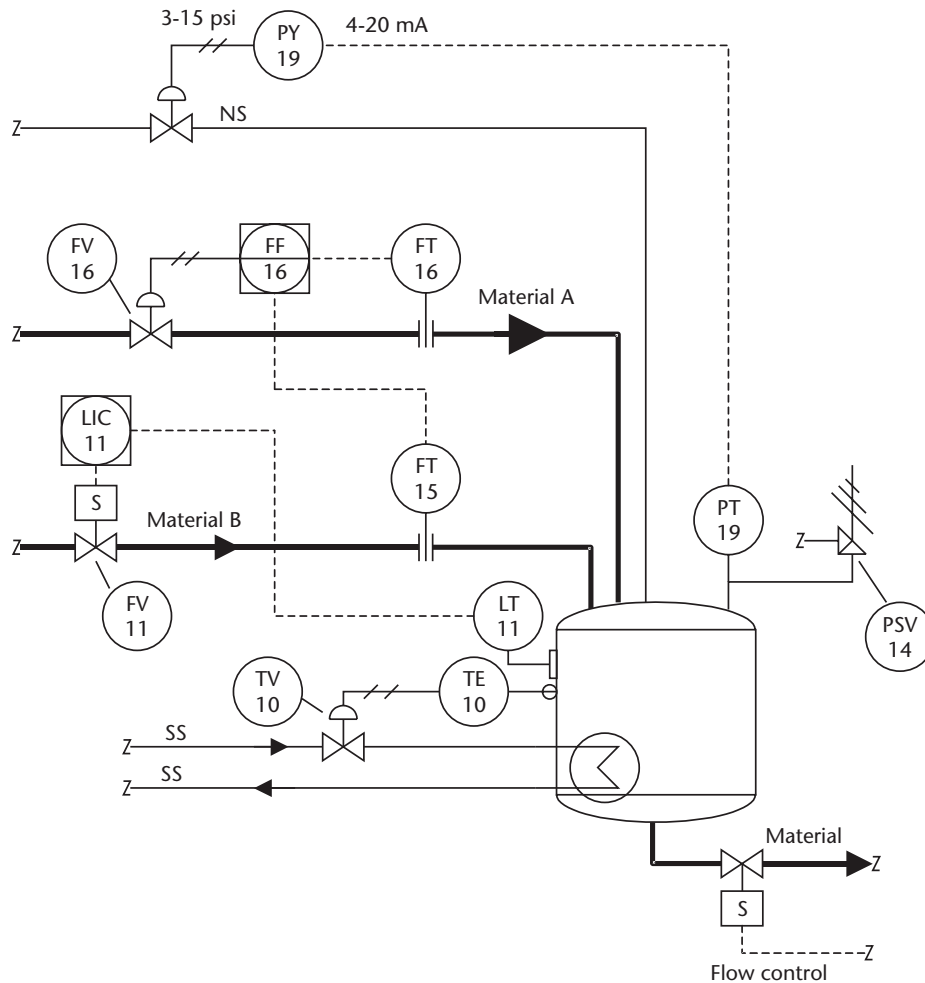 3-15 psi
PY
19
4-20 mA
NS
FV
16
FF
16
FT
16
Material A
LIC
11
FT
15
S
Material B
PT
19
FV
11
LT
11
PSV
14
TV
10
TE
10
SS
SS
Material
S
Flow control